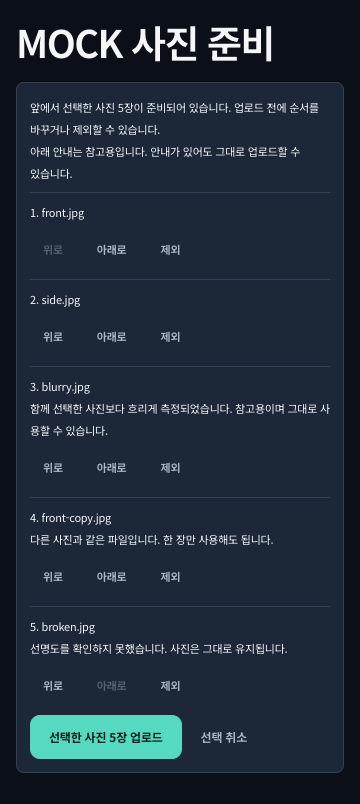 MOCK 사진 준비
앞에서 선택한 사진 5장이 준비되어 있습니다. 업로드 전에 순서를
바꾸거나 제외할 수 있습니다.
아래 안내는 참고용입니다. 안내가 있어도 그대로 업로드할 수
있습니다.
1. front.jpg
위로 아래로 제외
2. side.jpg
위로 아래로 제외
3. blurry.jpg
함께 선택한 사진보다 흐리게 측정되었습니다. 참고용이며 그대로 사
용할 수 있습니다.
위로 아래로 제외
4. front-copy.jpg
다른 사진과 같은 파일입니다. 한 장만 사용해도 됩니다.
위로 아래로 제외
5. broken.jpg
선명도를 확인하지 못했습니다. 사진은 그대로 유지됩니다.
위로 아래로 제외
선택한 사진 5장 업로드 선택 취소